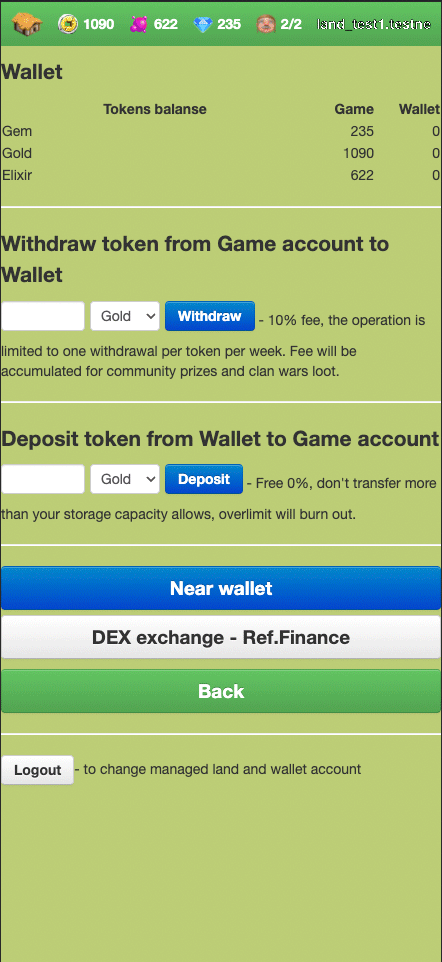 1090 622 235 2/2 land_test1.testne
Wallet
Tokens balanse Game Wallet
Gem 235 0
Gold 1090 0
Elixir 622 0
Withdraw token from Game account to
Wallet
Gold Withdraw - 10% fee, the operation is
limited to one withdrawal per token per week. Fee will be
accumulated for community prizes and clan wars loot.
Deposit token from Wallet to Game account
Gold Deposit - Free 0%, don't transfer more
than your storage capacity allows, overlimit will burn out.
Near wallet
DEX exchange - Ref.Finance
Back
Logout - to change managed land and wallet account